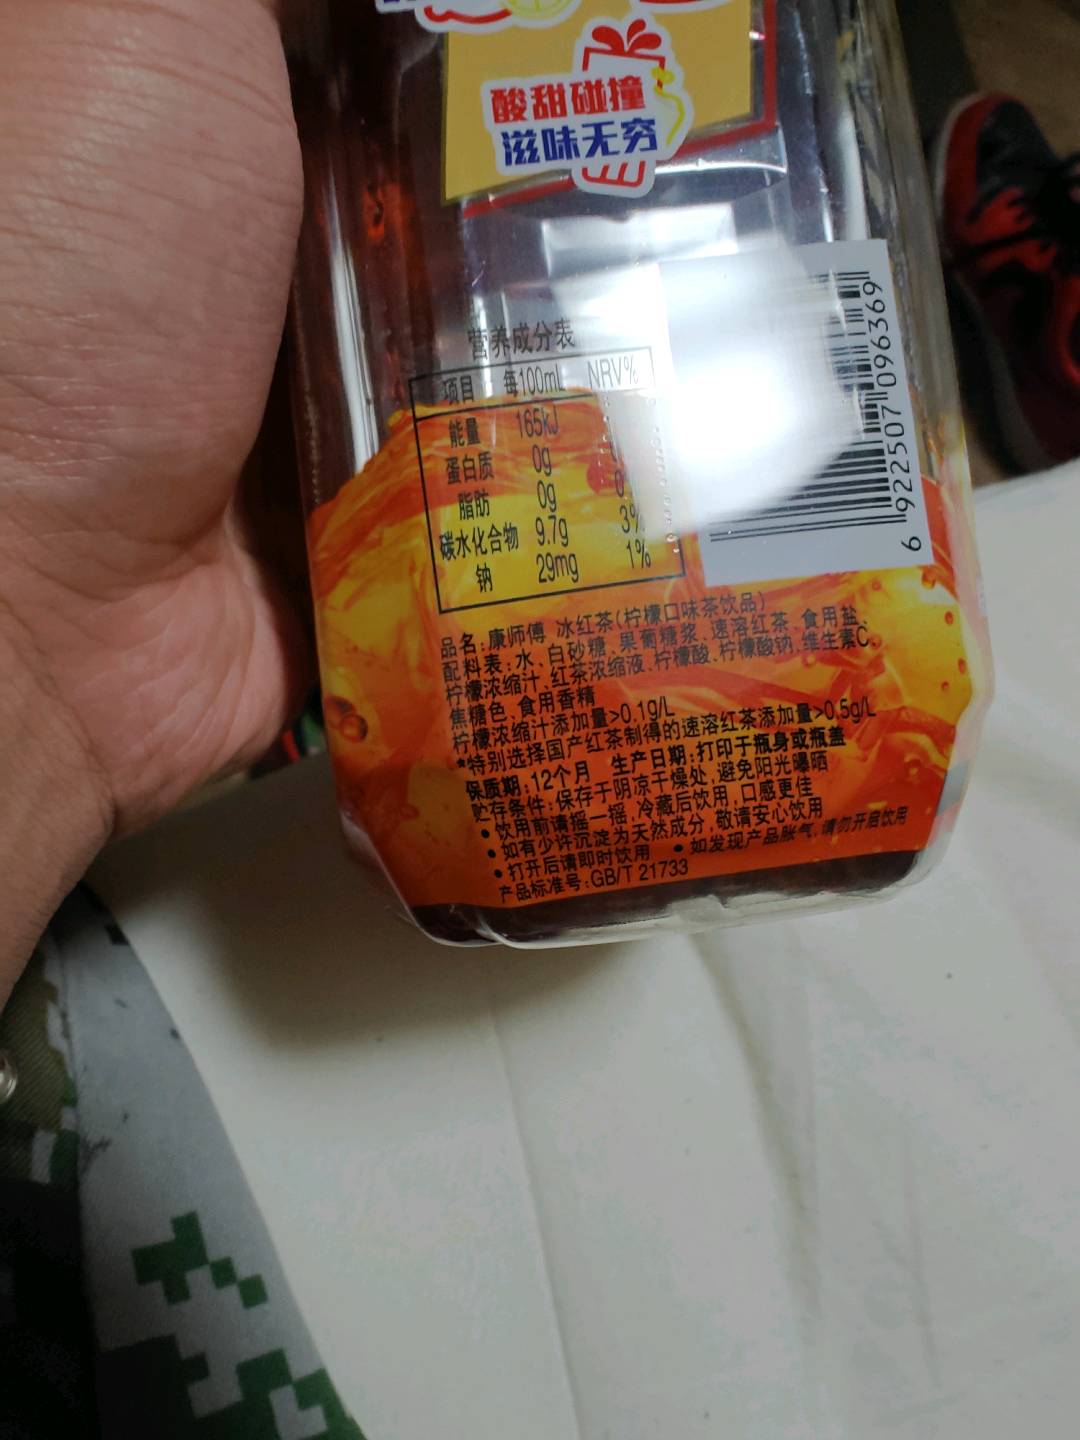 酸甜碰撞
滋味无穷
营养成分表
项目 每100mL NRV%
能量 165kJ
蛋白质 0g
脂肪 0g
碳水化合物 9.7g 3%
钠 29mg 1%
6 922507 096369
品名:康师傅 冰红茶(柠檬口味茶饮品)
配料表:水、白砂糖、果葡糖浆、速溶红茶、食用盐、
柠檬浓缩汁、红茶浓缩液、柠檬酸、柠檬酸钠、维生素C、
焦糖色、食用香精
柠檬浓缩汁添加量>0.1g/L
*特别选择国产红茶制得的速溶红茶添加量>0.5g/L
保质期:12个月 生产日期:打印于瓶身或瓶盖
贮存条件:保存于阴凉干燥处,避免阳光曝晒
•饮用前请摇一摇,冷藏后饮用,口感更佳
•如有少许沉淀为天然成分,敬请安心饮用
•打开后请即时饮用 •如发现产品胀气,请勿开启饮用
产品标准号:GB/T 21733